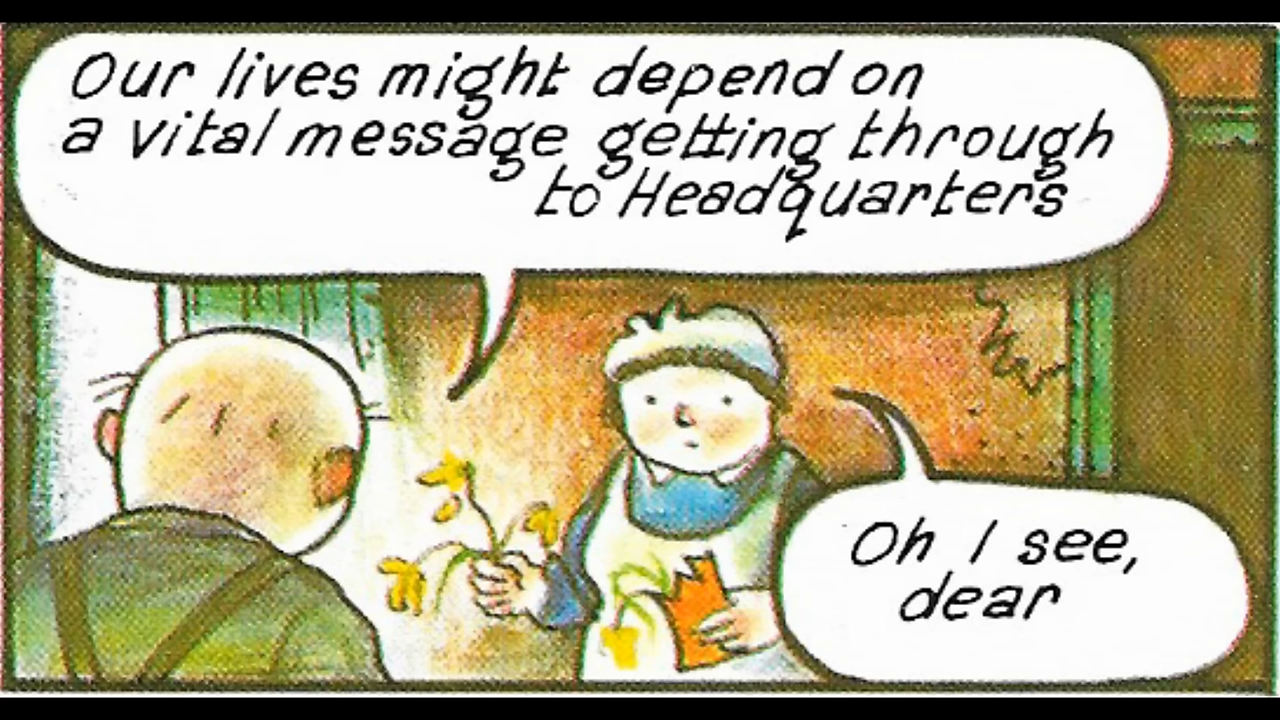 Our lives might depend on
a vital message getting through
to Headquarters
Oh I see,
dear